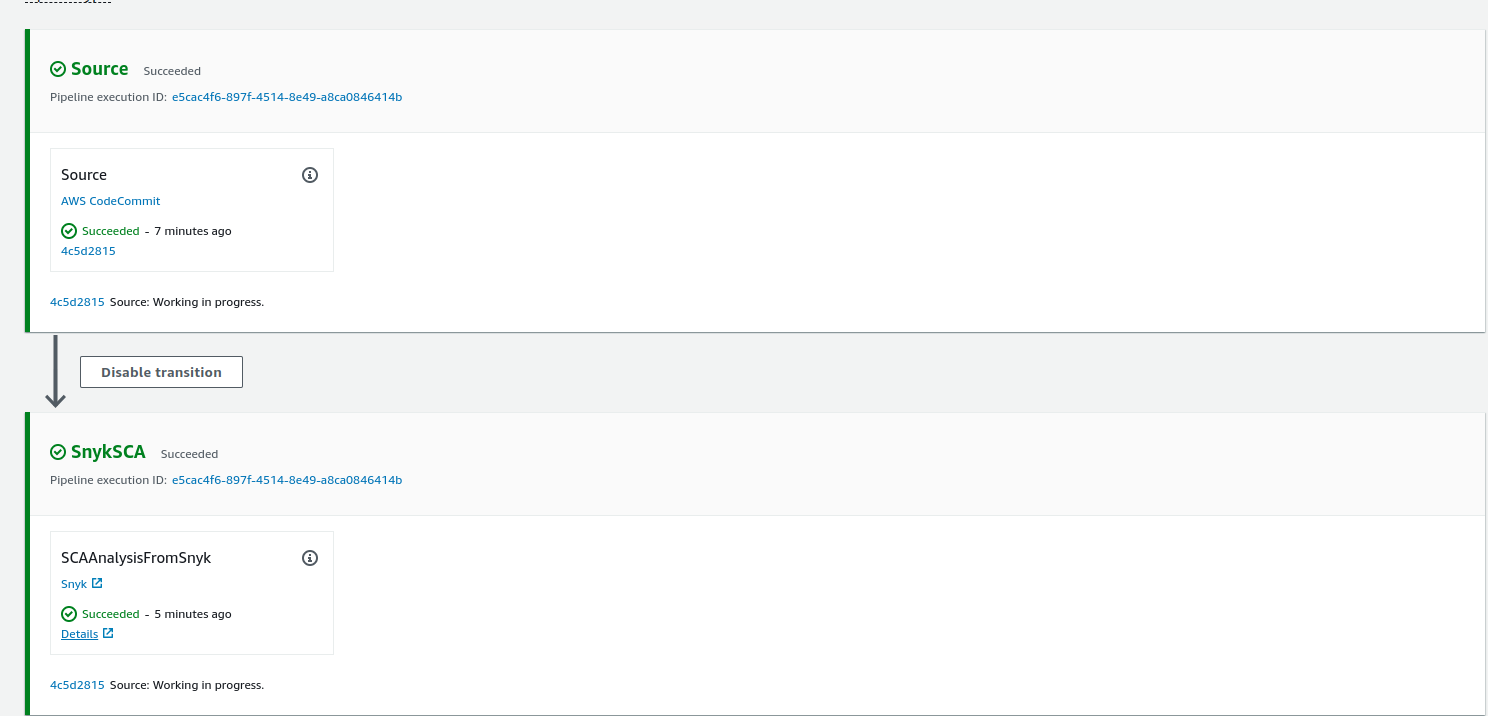 Source Succeeded
Pipeline execution ID: e5cac4f6-897f-4514-8e49-a8ca0846414b
Source
AWS CodeCommit
Succeeded - 7 minutes ago
4c5d2815
4c5d2815 Source: Working in progress.
Disable transition
SnykSCA Succeeded
Pipeline execution ID: e5cac4f6-897f-4514-8e49-a8ca0846414b
SCAAnalysisFromSnyk
Snyk
Succeeded - 5 minutes ago
Details
4c5d2815 Source: Working in progress.